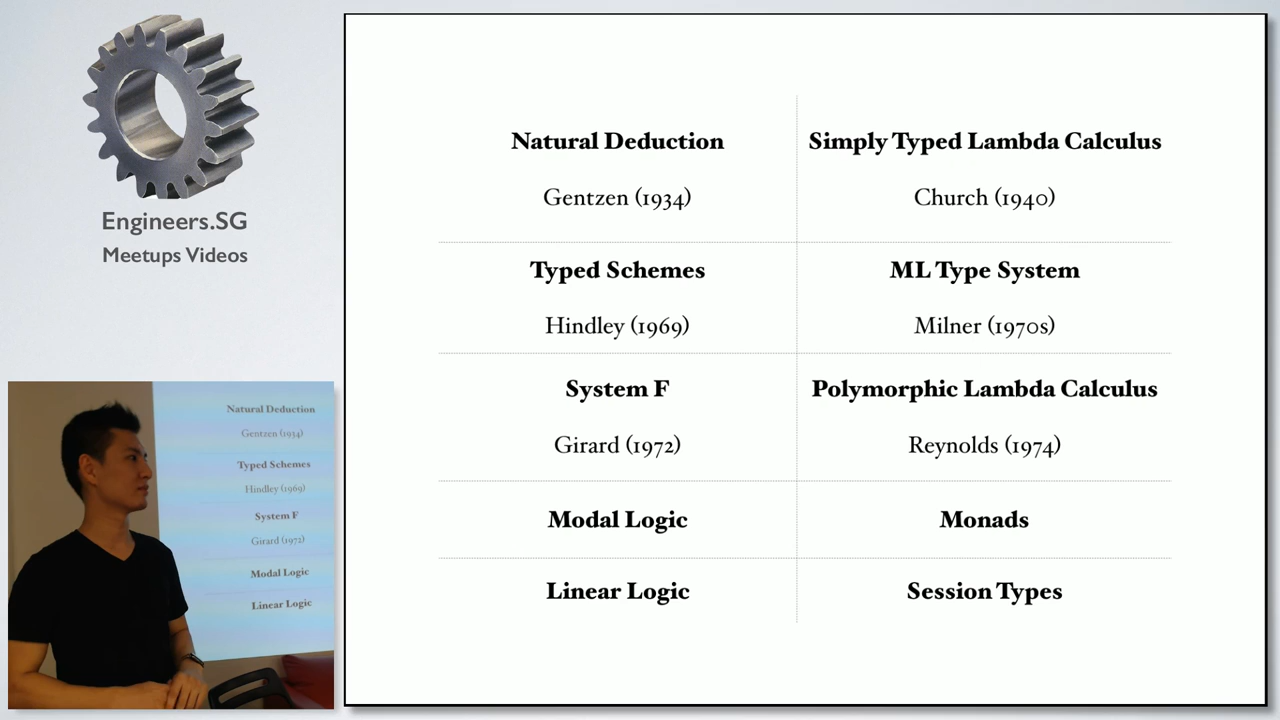 Engineers.SG
Meetups Videos
Natural Deduction
Simply Typed Lambda Calculus
Gentzen (1934)
Church (1940)
Typed Schemes
ML Type System
Hindley (1969)
Milner (1970s)
System F
Polymorphic Lambda Calculus
Girard (1972)
Reynolds (1974)
Modal Logic
Monads
Linear Logic
Session Types
Natural Deduction
Gentzen (1934)
Typed Schemes
Hindley (1969)
System F
Girard (1972)
Modal Logic
Linear Logic